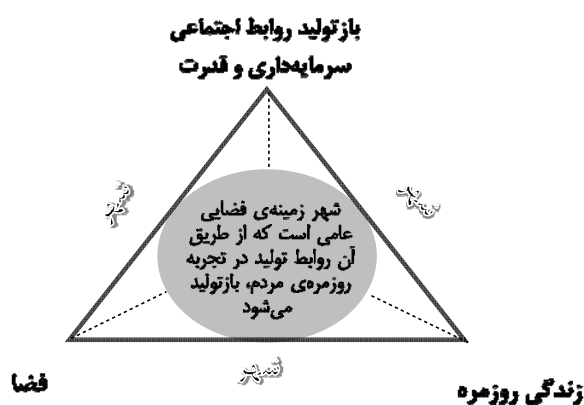 بازتولید روابط اجتماعی
سرمایه‌داری و قدرت
شهر
شهر
شهر زمینه‌ی فضایی
عامی است که از طریق
آن روابط تولید در تجربه
روزمره‌ی مردم، بازتولید
می‌شود
شهر
زندگی روزمره
فضا